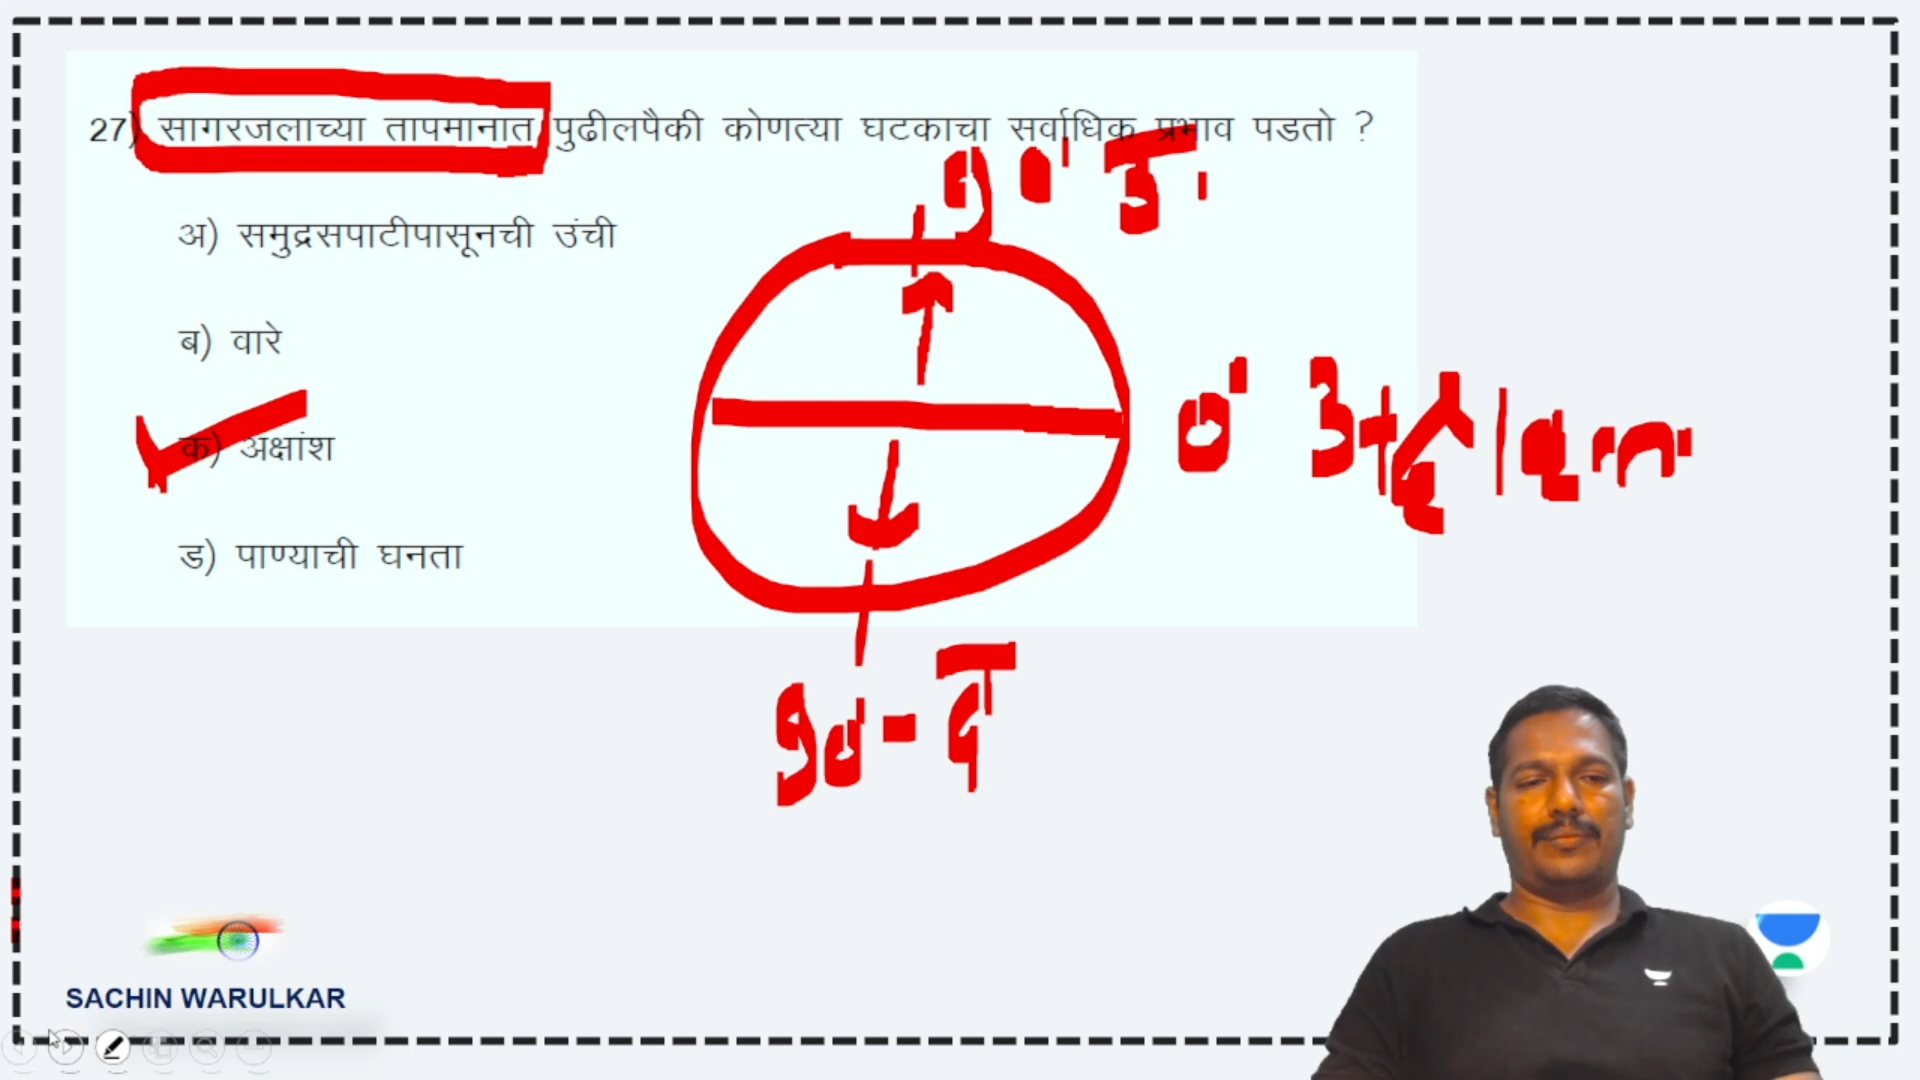 27) सागरजलाच्या तापमानात पुढीलपैकी कोणत्या घटकाचा सर्वाधिक प्रभाव पडतो ?
90° उ.
अ) समुद्रसपाटीपासूनची उंची
ब) वारे
0°
क) अक्षांश
ड) पाण्याची घनता
90° - द
SACHIN WARULKAR